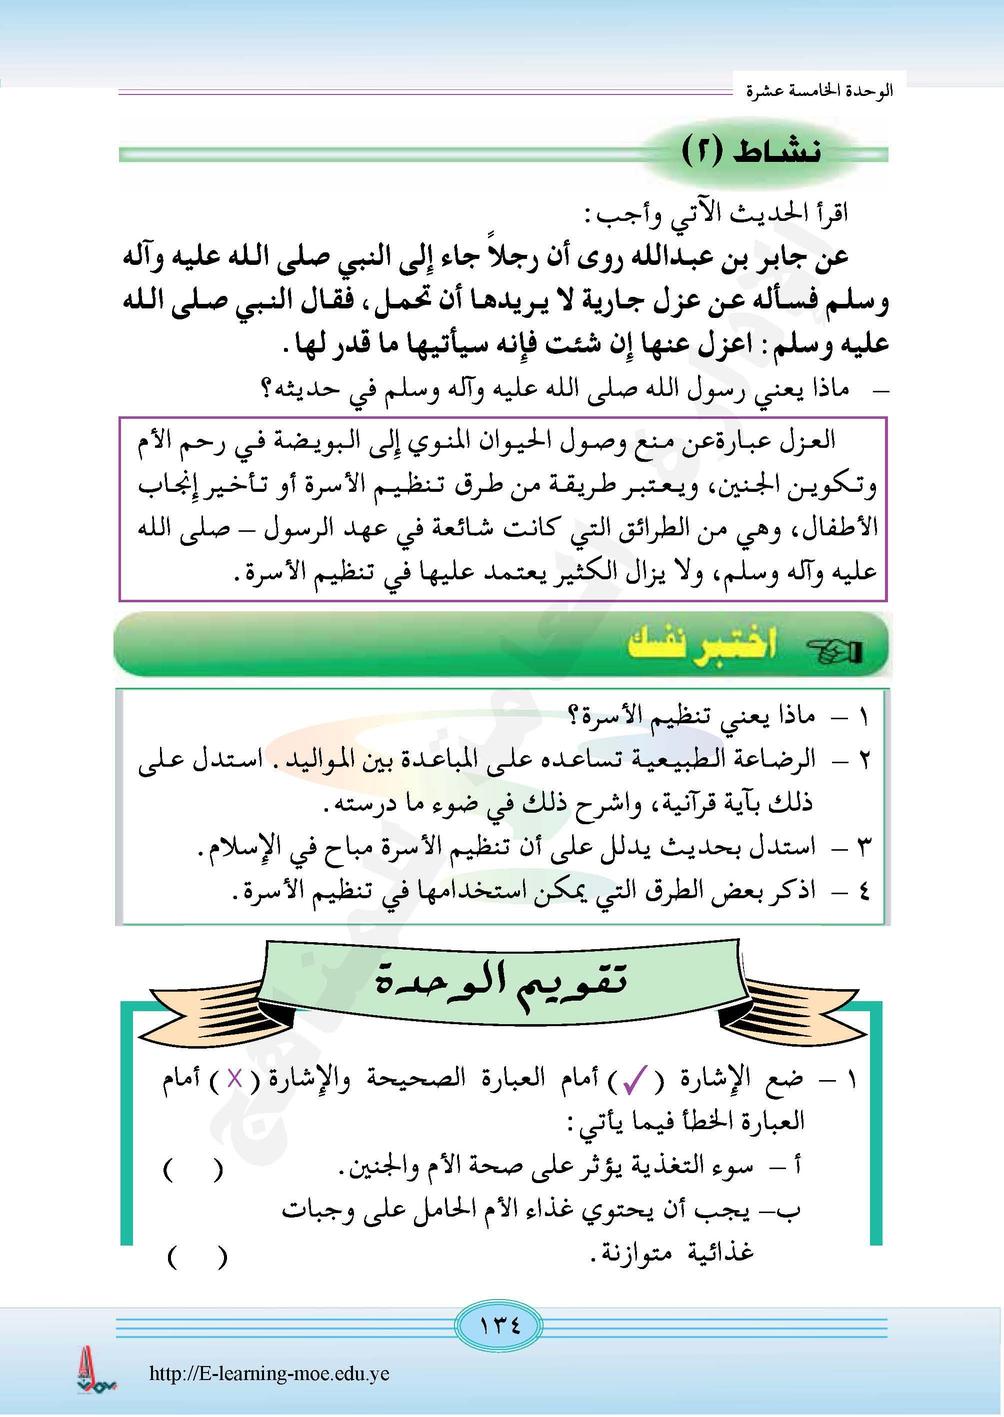 الوحدة الخامسة عشرة
نشاط (٢)
اقرأ الحديث الآتي وأجب :
عن جابر بن عبدالله روى أن رجلاً جاء إلى النبي صلى الله عليه وآله
وسلم فسأله عن عزل جارية لا يريدها أن تحمل، فقال النبي صلى الله
عليه وسلم : اعزل عنها إن شئت فإنه سيأتيها ما قدر لها .
– ماذا يعني رسول الله صلى الله عليه وآله وسلم في حديثه؟
العزل عبارةعن منع وصول الحيوان المنوي إلى البويضة في رحم الأم
وتكوين الجنين، ويعتبر طريقة من طرق تنظيم الأسرة أو تأخير إنجاب
الأطفال، وهي من الطرائق التي كانت شائعة في عهد الرسول – صلى الله
عليه وآله وسلم، ولا يزال الكثير يعتمد عليها في تنظيم الأسرة .
اختبر نفسك
١ – ماذا يعني تنظيم الأسرة؟
٢ – الرضاعة الطبيعية تساعده على المباعدة بين المواليد . استدل على
ذلك بآية قرآنية، واشرح ذلك في ضوء ما درسته .
٣ – استدل بحديث يدلل على أن تنظيم الأسرة مباح في الإسلام .
٤ – اذكر بعض الطرق التي يمكن استخدامها في تنظيم الأسرة .
تقويم الوحدة
١ – ضع الإشارة ( ✓ ) أمام العبارة الصحيحة والإشارة ( X ) أمام
العبارة الخطأ فيما يأتي :
أ – سوء التغذية يؤثر على صحة الأم والجنين . ( )
ب– يجب أن يحتوي غذاء الأم الحامل على وجبات
غذائية متوازنة . ( )
١٣٤
http://E-learning-moe.edu.ye
الإدارة العامة للمناهج